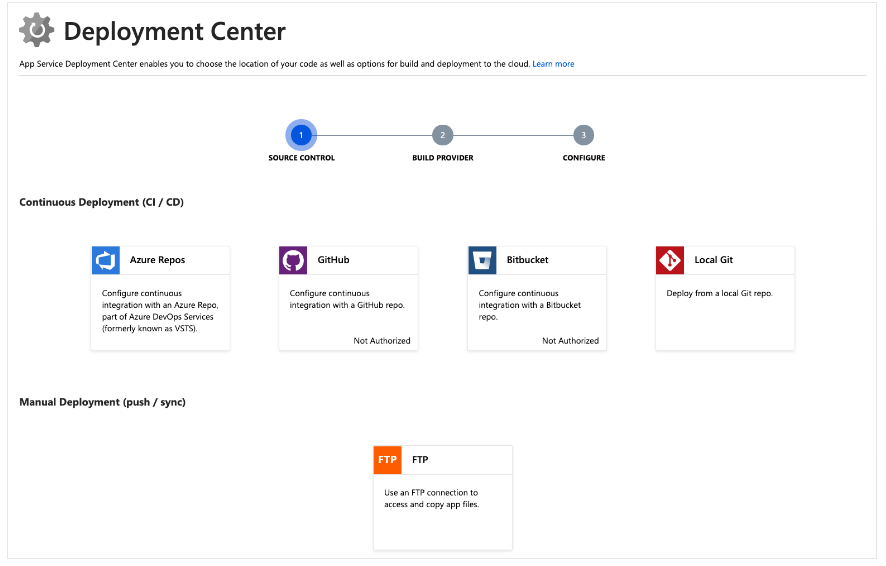 Deployment Center
App Service Deployment Center enables you to choose the location of your code as well as options for build and deployment to the cloud. Learn more
1
2
3
SOURCE CONTROL
BUILD PROVIDER
CONFIGURE
Continuous Deployment (CI / CD)
Azure Repos
Configure continuous
integration with an Azure Repo,
part of Azure DevOps Services
(formerly known as VSTS).
GitHub
Configure continuous
integration with a GitHub repo.
Not Authorized
Bitbucket
Configure continuous
integration with a Bitbucket
repo.
Not Authorized
Local Git
Deploy from a local Git repo.
Manual Deployment (push / sync)
FTP
FTP
Use an FTP connection to
access and copy app files.